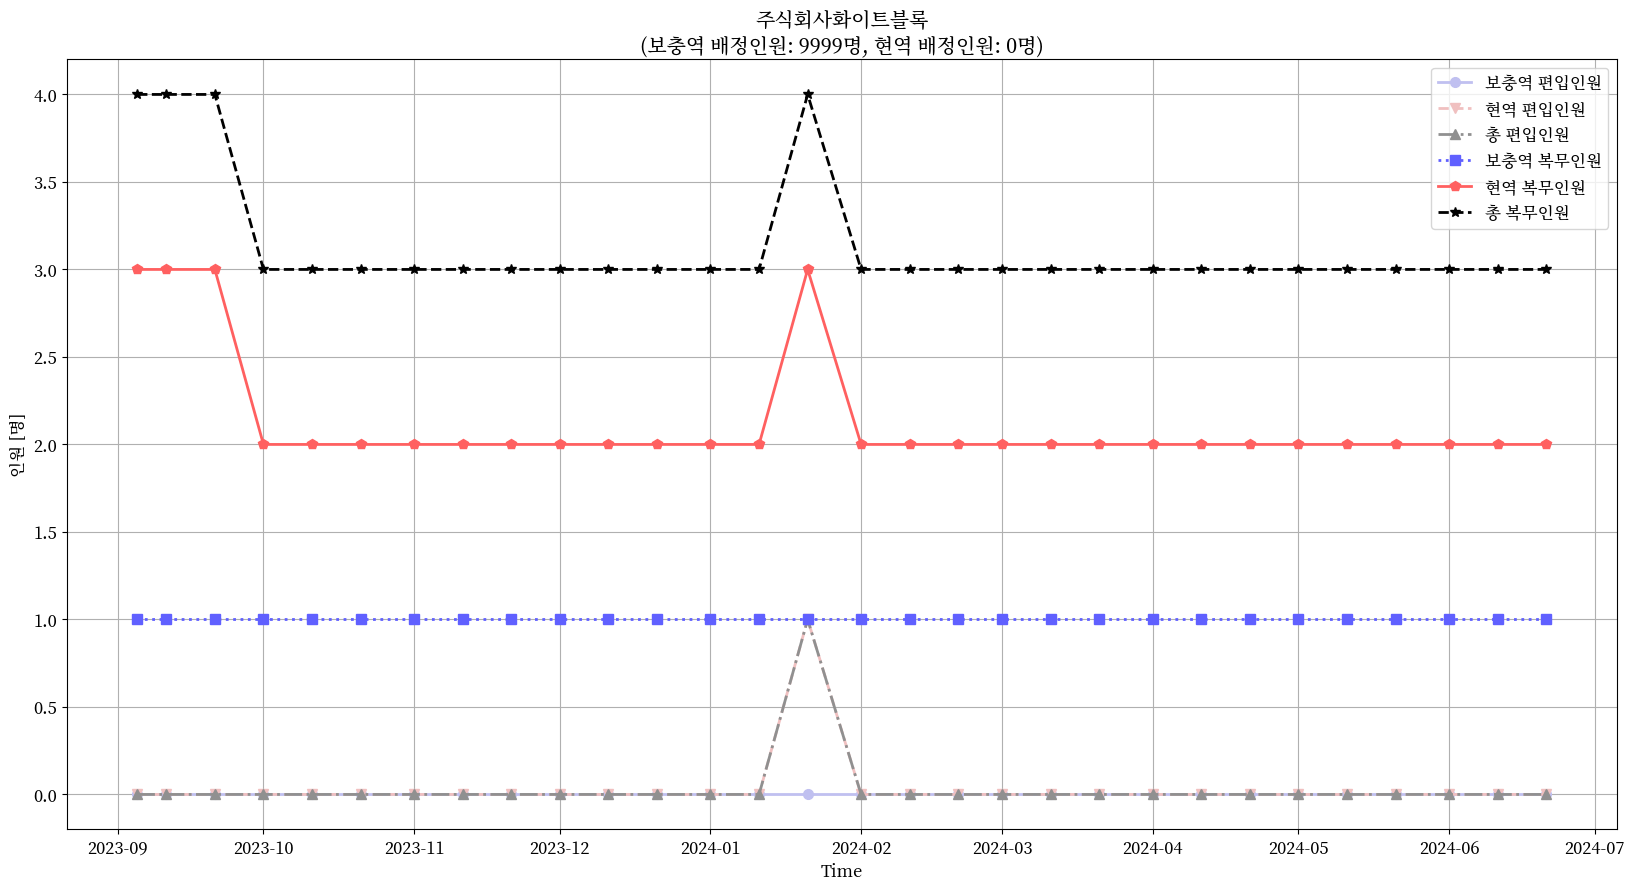 주식회사화이트블록
(보충역 배정인원: 9999명, 현역 배정인원: 0명)
보충역 편입인원
현역 편입인원
총 편입인원
보충역 복무인원
현역 복무인원
총 복무인원
인원 [명]
4.0
3.5
3.0
2.5
2.0
1.5
1.0
0.5
0.0
2023-09 2023-10 2023-11 2023-12 2024-01 2024-02 2024-03 2024-04 2024-05 2024-06 2024-07
Time